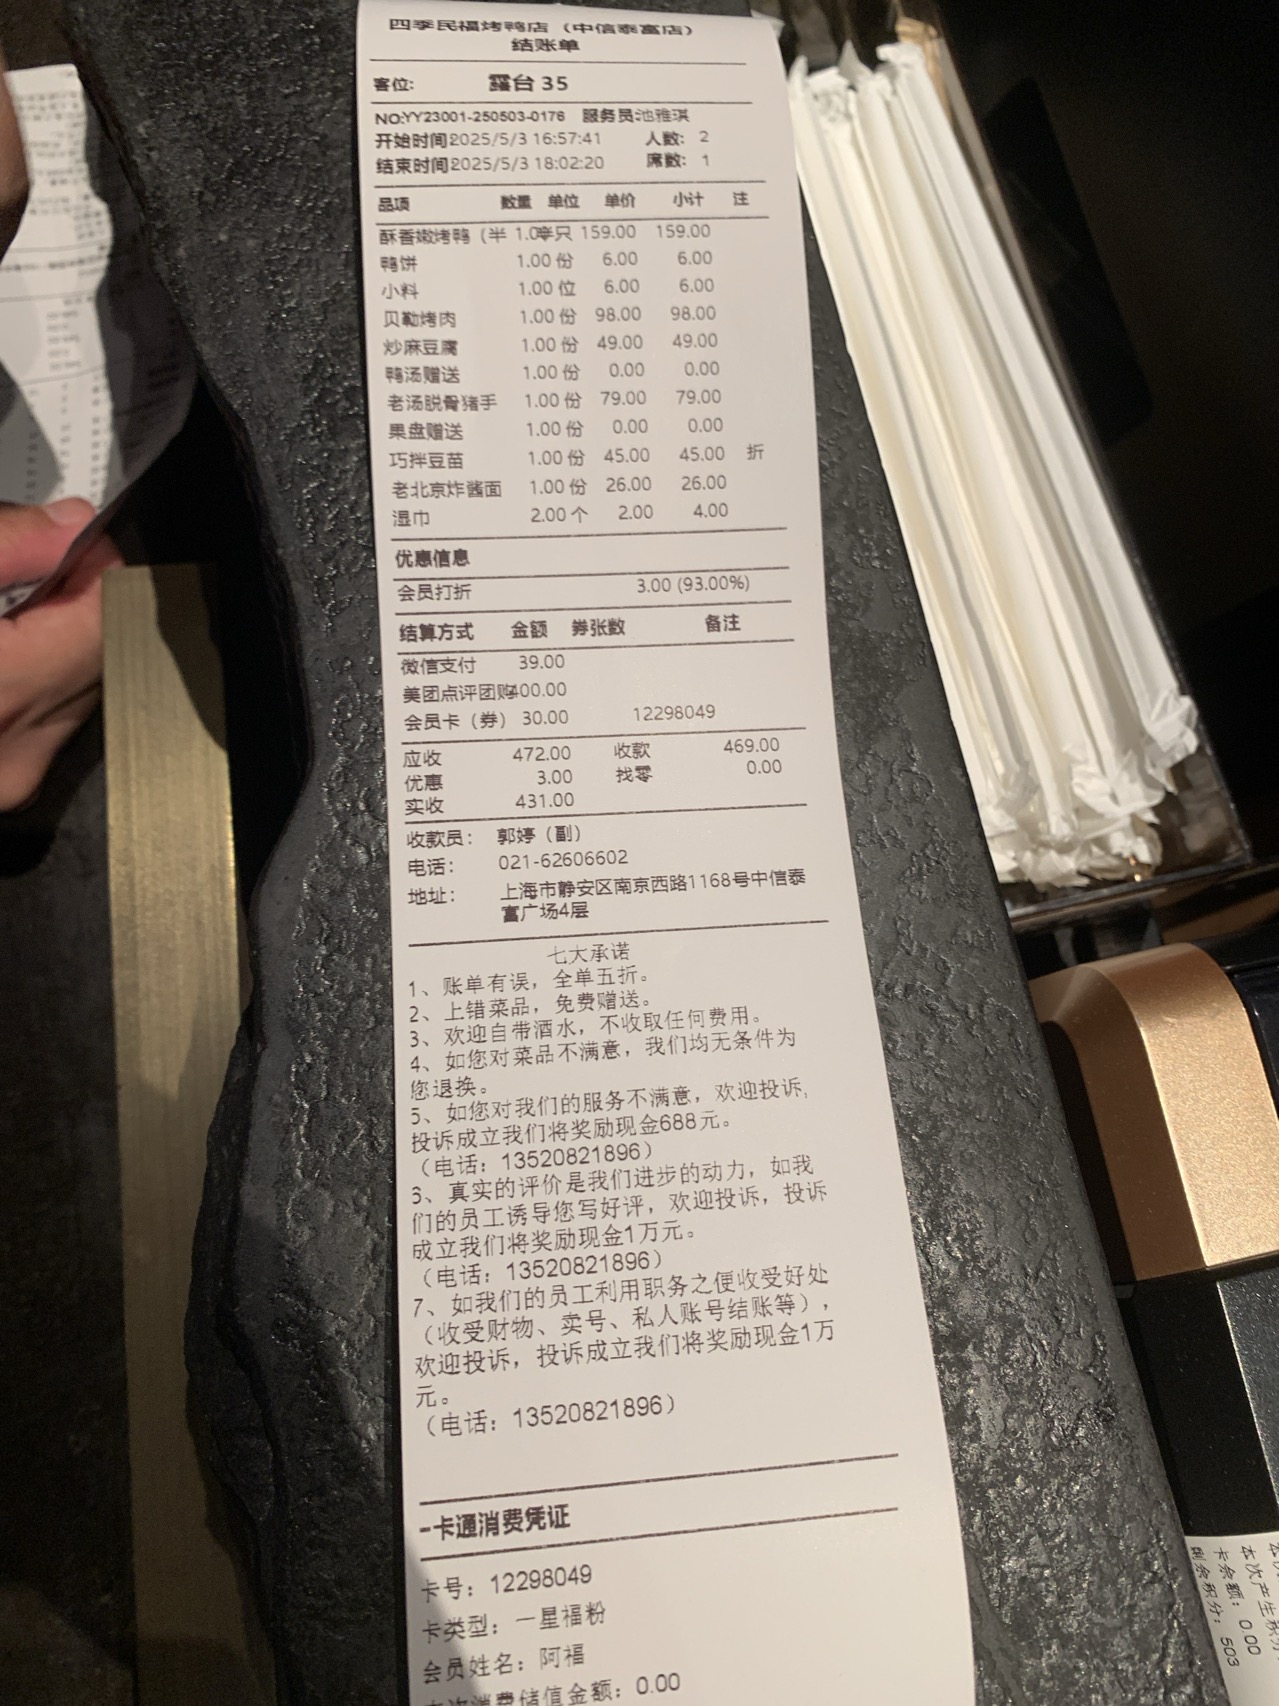 四季民福烤鸭店（中信泰富店）
结账单
客位： 露台 35
NO:YY23001-250503-0176 服务员:池雅琪
开始时间2025/5/3 16:57:41 人数： 2
结束时间2025/5/3 18:02:20 席数： 1
品项 数量 单位 单价 小计 注
酥香嫩烤鸭（半 1.00半只 159.00 159.00
鸭饼 1.00 份 6.00 6.00
小料 1.00 位 6.00 6.00
贝勒烤肉 1.00 份 98.00 98.00
炒麻豆腐 1.00 份 49.00 49.00
鸭汤赠送 1.00 份 0.00 0.00
老汤脱骨猪手 1.00 份 79.00 79.00
果盘赠送 1.00 份 0.00 0.00
巧拌豆苗 1.00 份 45.00 45.00 折
老北京炸酱面 1.00 份 26.00 26.00
湿巾 2.00 个 2.00 4.00
优惠信息
会员打折 3.00 (93.00%)
结算方式 金额 券张数 备注
微信支付 39.00
美团点评团购400.00
会员卡（券） 30.00 12298049
应收 472.00 收款 469.00
优惠 3.00 找零 0.00
实收 431.00
收款员： 郭婷（副）
电话： 021-62606602
地址： 上海市静安区南京西路1168号中信泰
富广场4层
七大承诺
1、账单有误，全单五折。
2、上错菜品，免费赠送。
3、欢迎自带酒水，不收取任何费用。
4、如您对菜品不满意，我们均无条件为
您退换。
5、如您对我们的服务不满意，欢迎投诉，
投诉成立我们将奖励现金688元。
（电话：13520821896）
6、真实的评价是我们进步的动力，如我
们的员工诱导您写好评，欢迎投诉，投诉
成立我们将奖励现金1万元。
（电话：13520821896）
7、如我们的员工利用职务之便收受好处
（收受财物、卖号、私人账号结账等），
欢迎投诉，投诉成立我们将奖励现金1万
元。
（电话：13520821896）
一卡通消费凭证
卡号：12298049
卡类型：一星福粉
会员姓名：阿福
本次消费储值金额：0.00
本次产生积分
卡余额：0.00
剩余积分：503